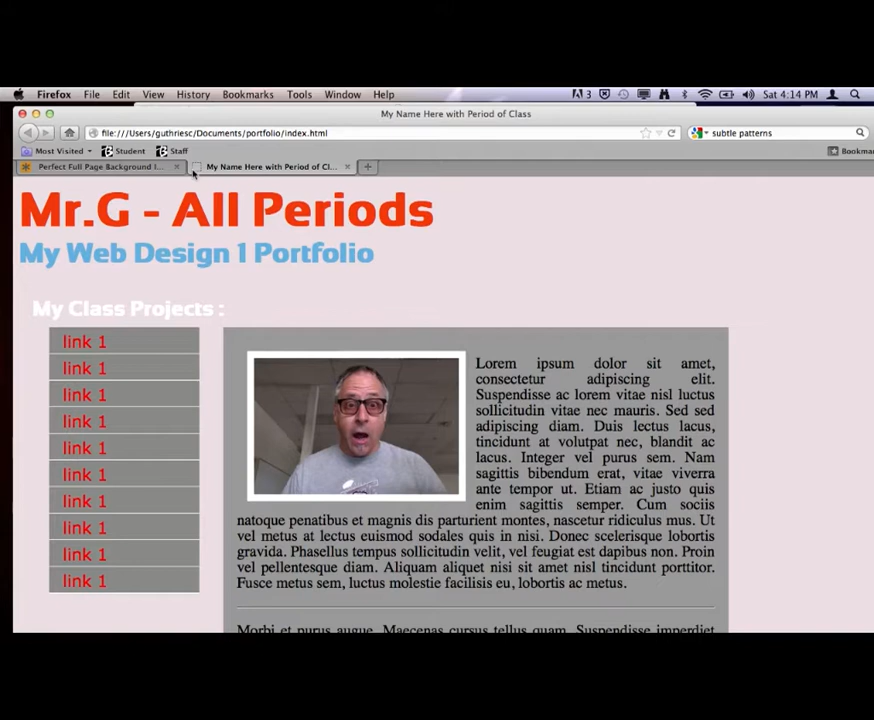 Firefox File Edit View History Bookmarks Tools Window Help 3 Sat 4:14 PM
My Name Here with Period of Class
file:///Users/guthriesc/Documents/portfolio/index.html subtle patterns
Most Visited Student Staff
Perfect Full Page Background I... My Name Here with Period of Cl...
Mr.G - All Periods
My Web Design 1 Portfolio
My Class Projects :
link 1
link 1
link 1
link 1
link 1
link 1
link 1
link 1
link 1
link 1
Lorem ipsum dolor sit amet,
consectetur adipiscing elit.
Suspendisse ac lorem vitae nisl luctus
sollicitudin vitae nec mauris. Sed sed
adipiscing diam. Duis lectus lacus,
tincidunt at volutpat nec, blandit ac
lacus. Integer vel purus sem. Nam
sagittis bibendum erat, vitae viverra
ante tempor ut. Etiam ac justo quis
enim sagittis semper. Cum sociis
natoque penatibus et magnis dis parturient montes, nascetur ridiculus mus. Ut
vel metus at lectus euismod sodales quis in nisi. Donec scelerisque lobortis
gravida. Phasellus tempus sollicitudin velit, vel feugiat est dapibus non. Proin
vel pellentesque diam. Aliquam aliquet nisi sit amet nisl tincidunt porttitor.
Fusce metus sem, luctus molestie facilisis eu, lobortis ac metus.
Morbi et purus augue. Maecenas cursus tellus quam. Suspendisse imperdiet